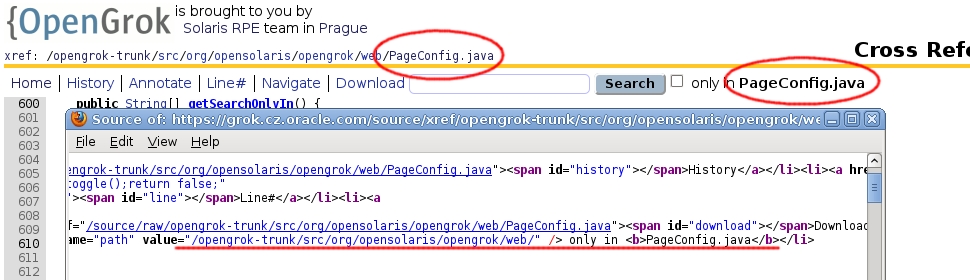 {OpenGrok is brought to you by
Solaris RPE team in Prague
xref: /opengrok-trunk/src/org/opensolaris/opengrok/web/PageConfig.java
Cross Refe
Home | History | Annotate | Line# | Navigate | Download Search only in PageConfig.java
600 public String[] getSearchOnlyIn() {
601
602 Source of: https://grok.cz.oracle.com/source/xref/opengrok-trunk/src/org/opensolaris/opengrok/we
603 File Edit View Help
604
605 engrok-trunk/src/org/opensolaris/opengrok/web/PageConfig.java"><span id="history"></span>History</a></li><li><a hre
606 toggle();return false;"
607 "><span id="line"></span>Line#</a></li><li><a
608
609 f="/source/raw/opengrok-trunk/src/org/opensolaris/opengrok/web/PageConfig.java"><span id="download"></span>Download
610 ame="path" value="/opengrok-trunk/src/org/opensolaris/opengrok/web/" /> only in <b>PageConfig.java</b></li>
611
612